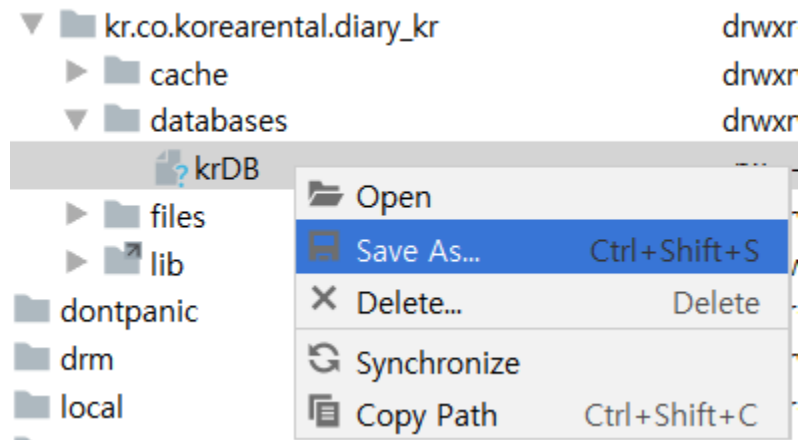 kr.co.korearental.diary_kr drwxr
cache drwxr
databases drwxr
krDB
Open
files
Save As... Ctrl+Shift+S
lib
Delete... Delete
dontpanic
drm
Synchronize
local
Copy Path Ctrl+Shift+C